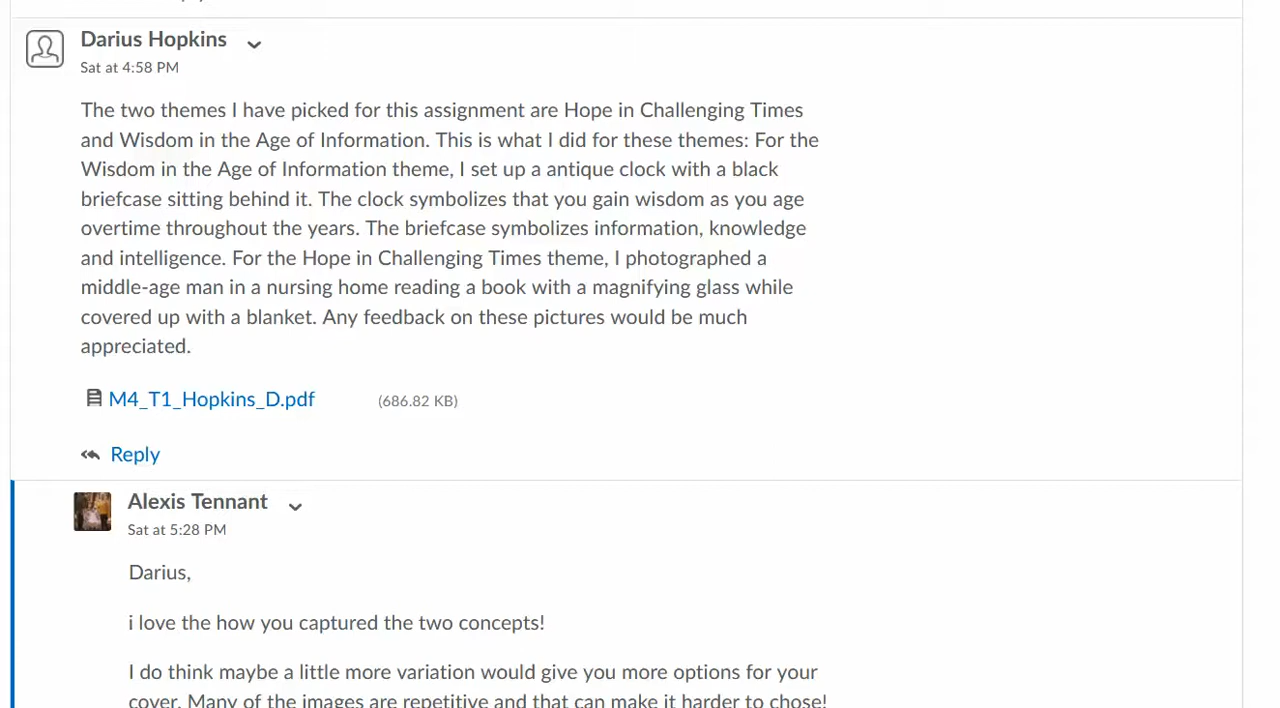 Darius Hopkins
Sat at 4:58 PM
The two themes I have picked for this assignment are Hope in Challenging Times
and Wisdom in the Age of Information. This is what I did for these themes: For the
Wisdom in the Age of Information theme, I set up a antique clock with a black
briefcase sitting behind it. The clock symbolizes that you gain wisdom as you age
overtime throughout the years. The briefcase symbolizes information, knowledge
and intelligence. For the Hope in Challenging Times theme, I photographed a
middle-age man in a nursing home reading a book with a magnifying glass while
covered up with a blanket. Any feedback on these pictures would be much
appreciated.
M4_T1_Hopkins_D.pdf (686.82 KB)
Reply
Alexis Tennant
Sat at 5:28 PM
Darius,
i love the how you captured the two concepts!
I do think maybe a little more variation would give you more options for your
cover. Many of the images are repetitive and that can make it harder to chose!